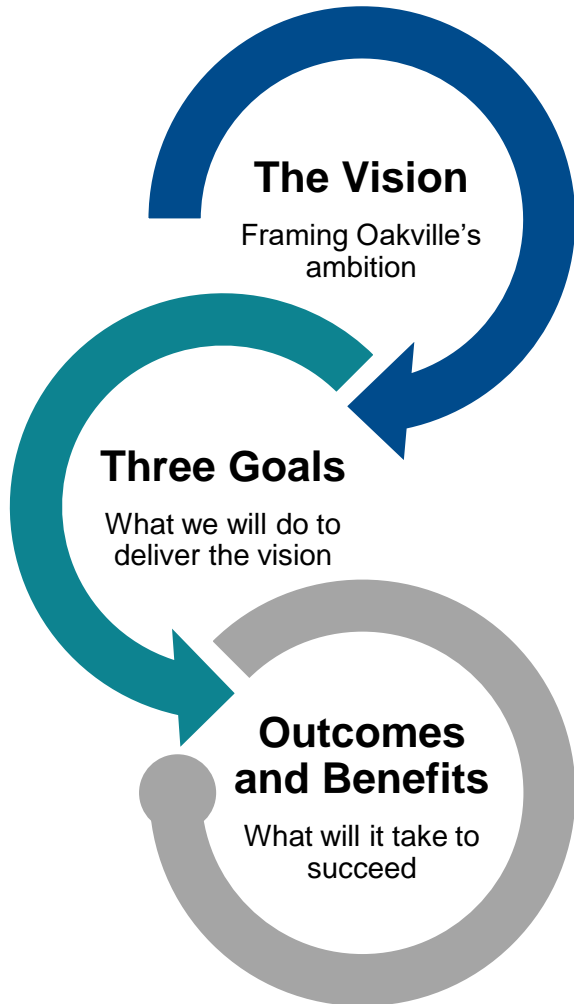 The Vision
Framing Oakville’s
ambition
Three Goals
What we will do to
deliver the vision
Outcomes
and Benefits
What will it take to
succeed